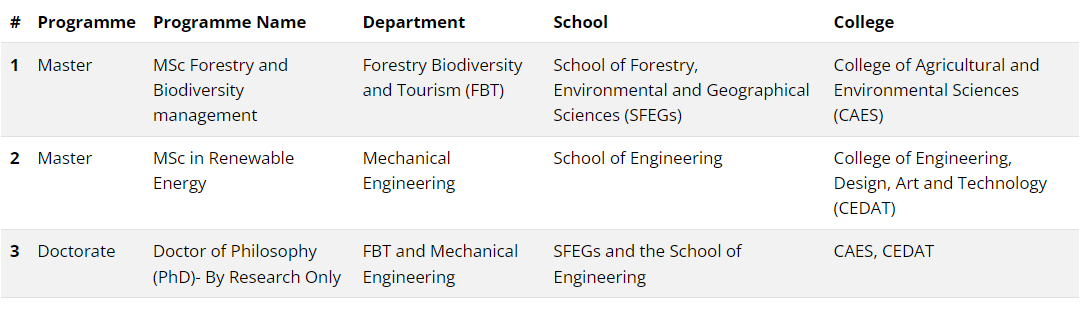 # Programme Programme Name Department School College
1 Master MSc Forestry and Forestry Biodiversity School of Forestry, College of Agricultural and
Biodiversity and Tourism (FBT) Environmental and Geographical Environmental Sciences
management Sciences (SFEGs) (CAES)
2 Master MSc in Renewable Mechanical School of Engineering College of Engineering,
Energy Engineering Design, Art and Technology
(CEDAT)
3 Doctorate Doctor of Philosophy FBT and Mechanical SFEGs and the School of CAES, CEDAT
(PhD)- By Research Only Engineering Engineering